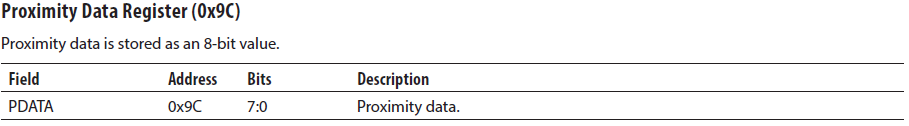 Proximity Data Register (0x9C)
Proximity data is stored as an 8-bit value.
Field Address Bits Description
PDATA 0x9C 7:0 Proximity data.